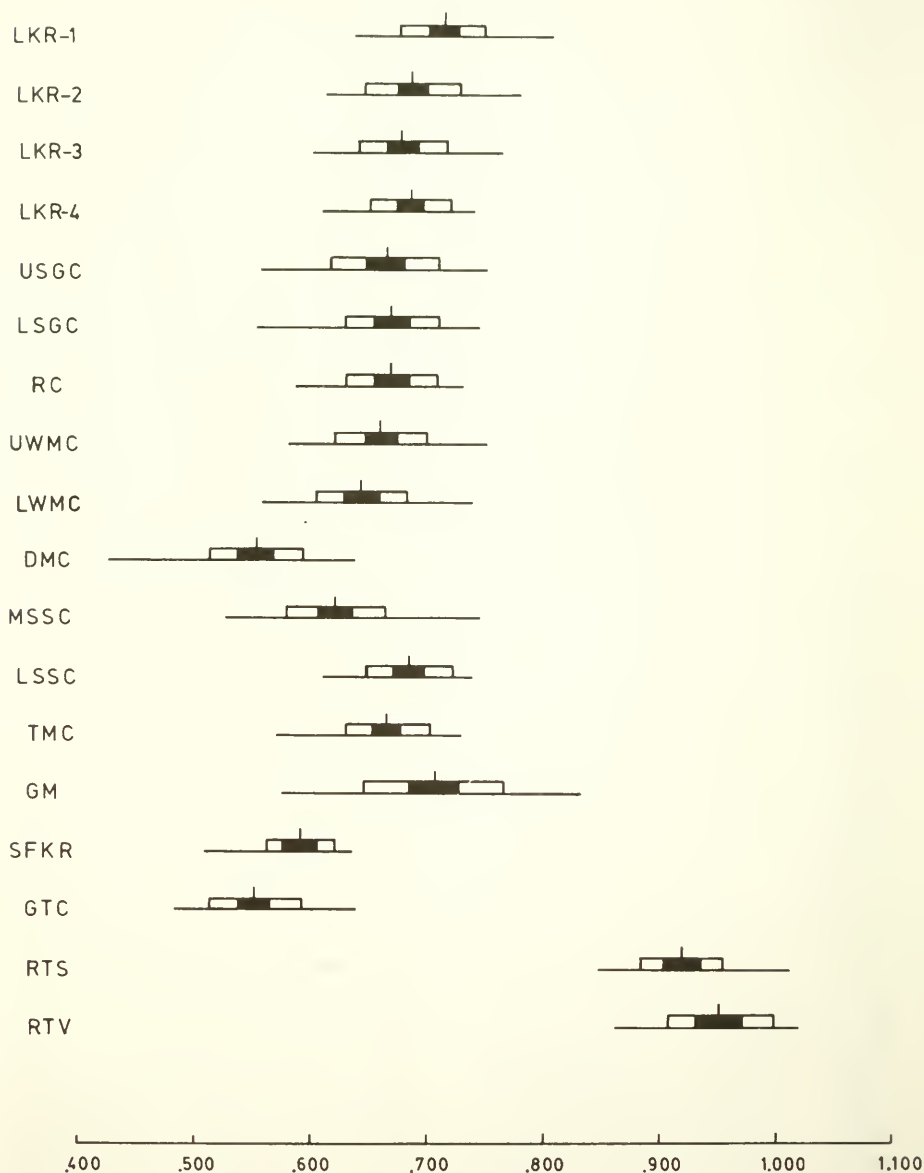 LKR-1
LKR-2
LKR-3
LKR-4
USGC
LSGC
RC
UWMC
LWMC
DMC
MSSC
LSSC
TMC
GM
SFKR
GTC
RTS
RTV
.400 .500 .600 .700 .800 .900 1.000 1.100